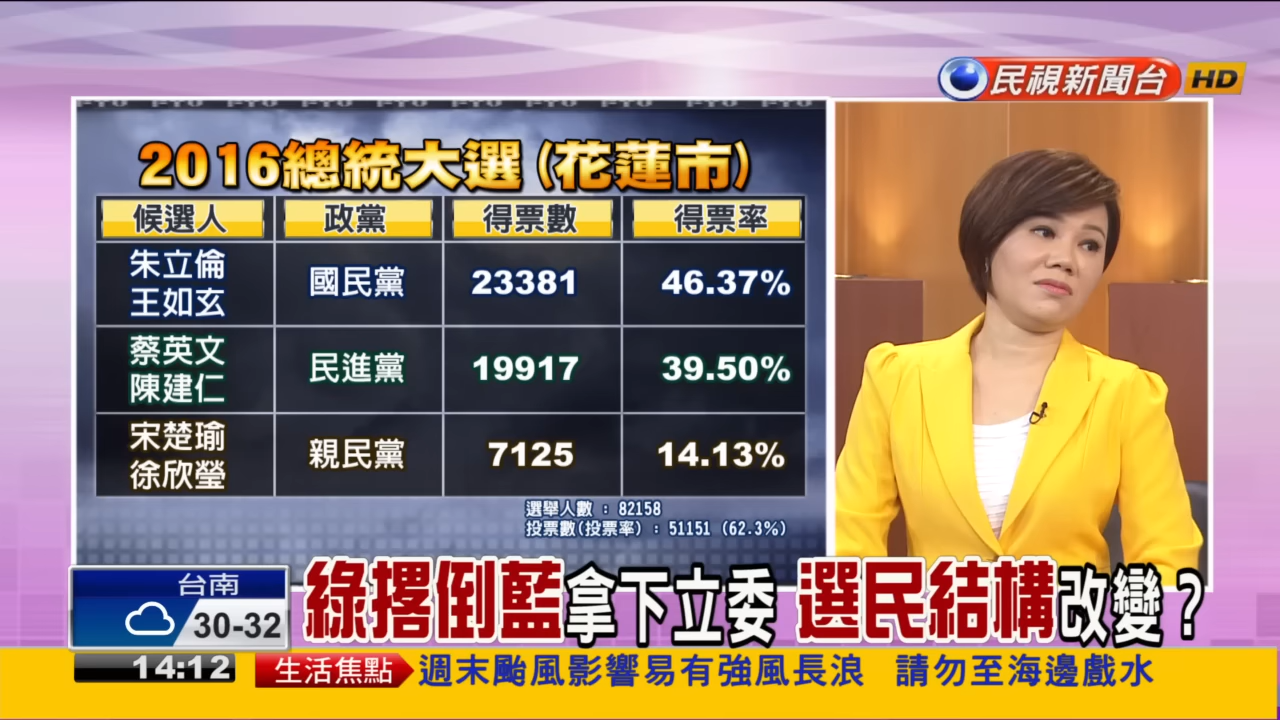 民視新聞台 HD
2016總統大選(花蓮市)
候選人 政黨 得票數 得票率
朱立倫
王如玄
國民黨 23381 46.37%
蔡英文
陳建仁
民進黨 19917 39.50%
宋楚瑜
徐欣瑩
親民黨 7125 14.13%
選舉人數 : 82158
投票數(投票率) : 51151 (62.3%)
台南
30-32
綠撂倒藍拿下立委 選民結構改變?
14:12 生活焦點 週末颱風影響易有強風長浪 請勿至海邊戲水